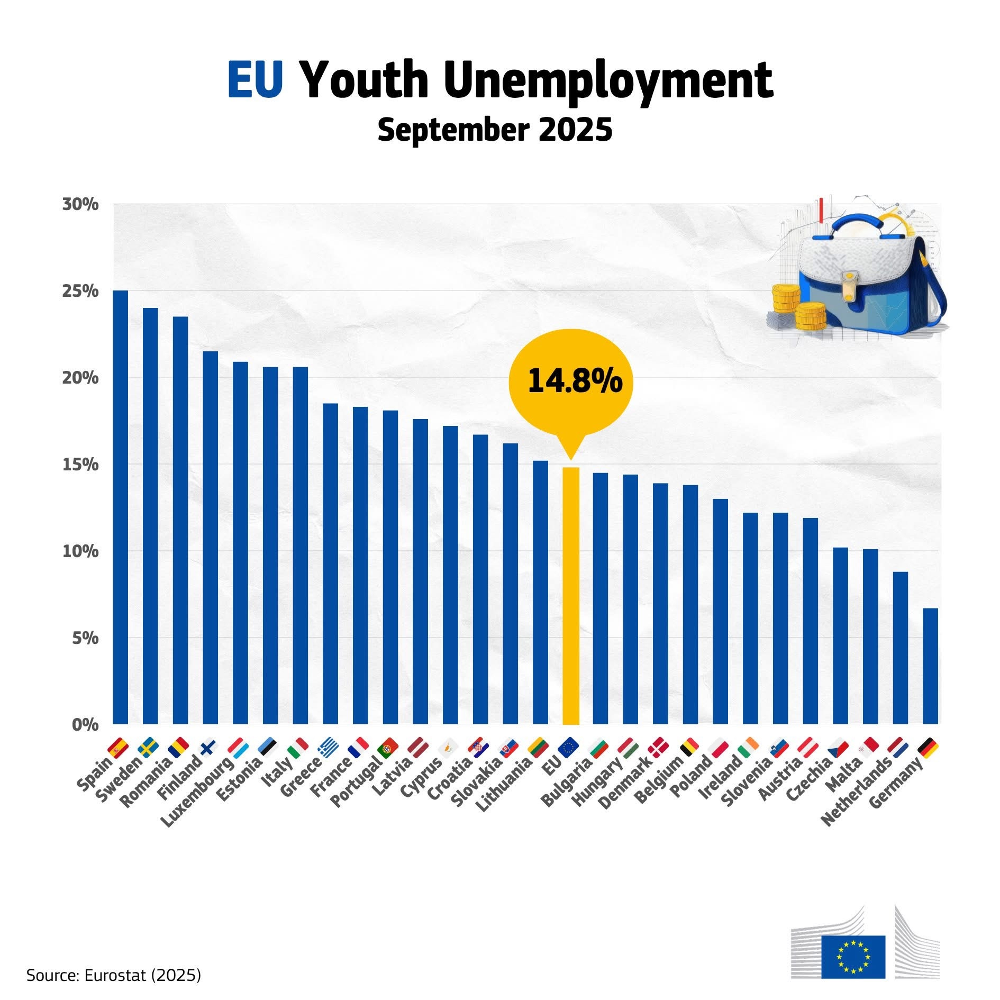 EU Youth Unemployment
September 2025
30%
25%
20%
15%
10%
5%
0%
14.8%
Spain
Sweden
Romania
Finland
Luxembourg
Estonia
Italy
Greece
France
Portugal
Latvia
Cyprus
Croatia
Slovakia
Lithuania
EU
Bulgaria
Hungary
Denmark
Belgium
Poland
Ireland
Slovenia
Austria
Czechia
Malta
Netherlands
Germany
Source: Eurostat (2025)